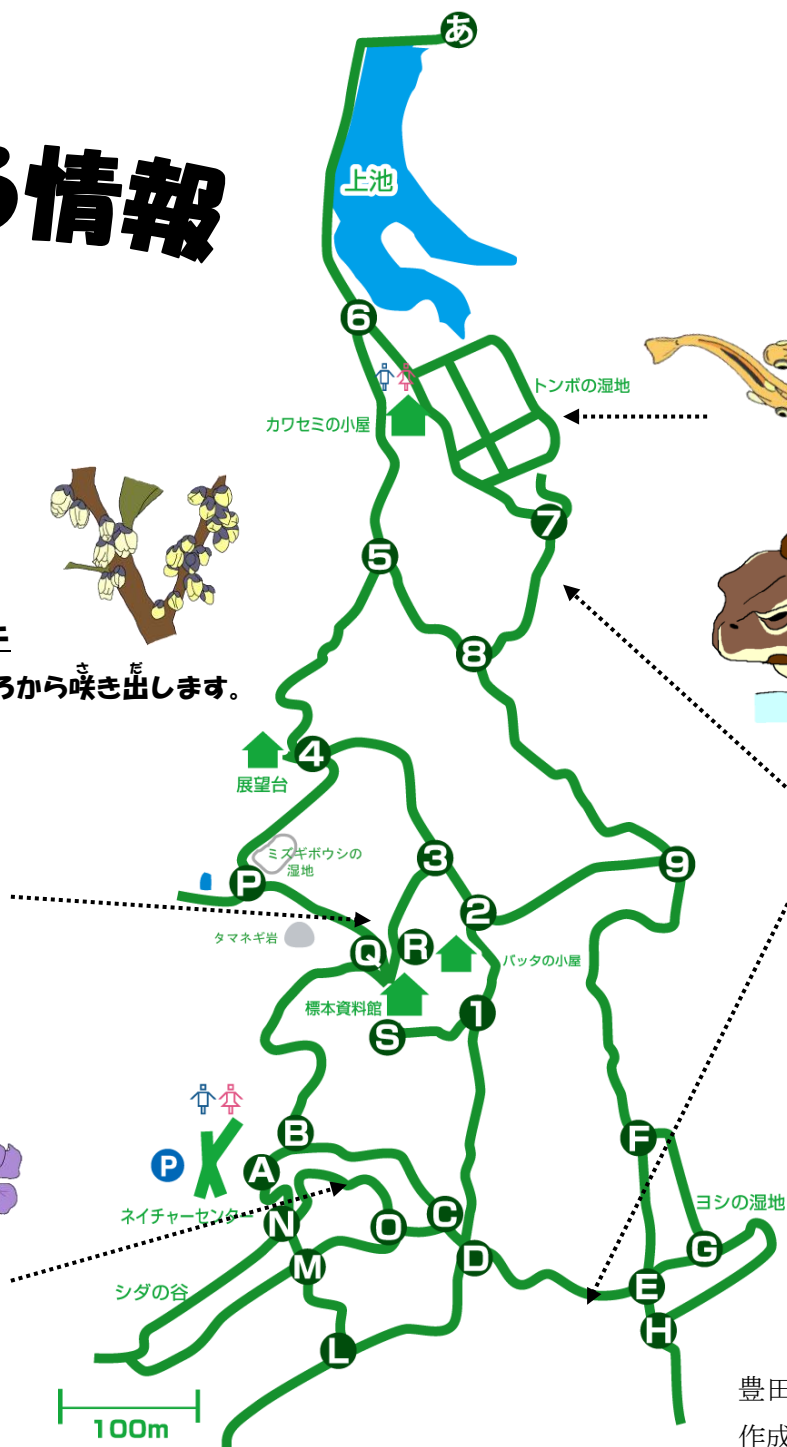 あ
情報
上池
6
トンボの湿地
カワセミの小屋
7
5
8
ろから咲き出します。
さ だ
4
展望台
ミズギボウシの
湿地
3
9
P
2
タマネギ岩
Q
R
バッタの小屋
標本資料館
1
S
B
F
P
A
ネイチャーセンター
N
O
C
ヨシの湿地
G
D
M
シダの谷
E
H
L
100m
豊田
作成